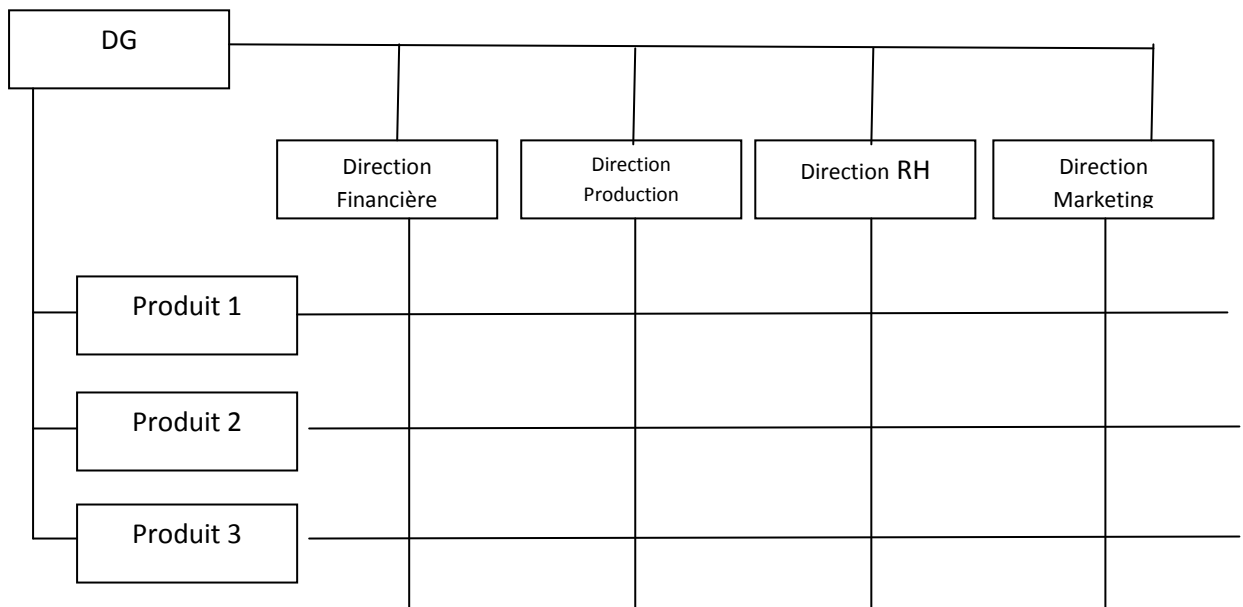 DG
Direction
Financière
Direction
Production
Direction RH
Direction
Marketing
Produit 1
Produit 2
Produit 3